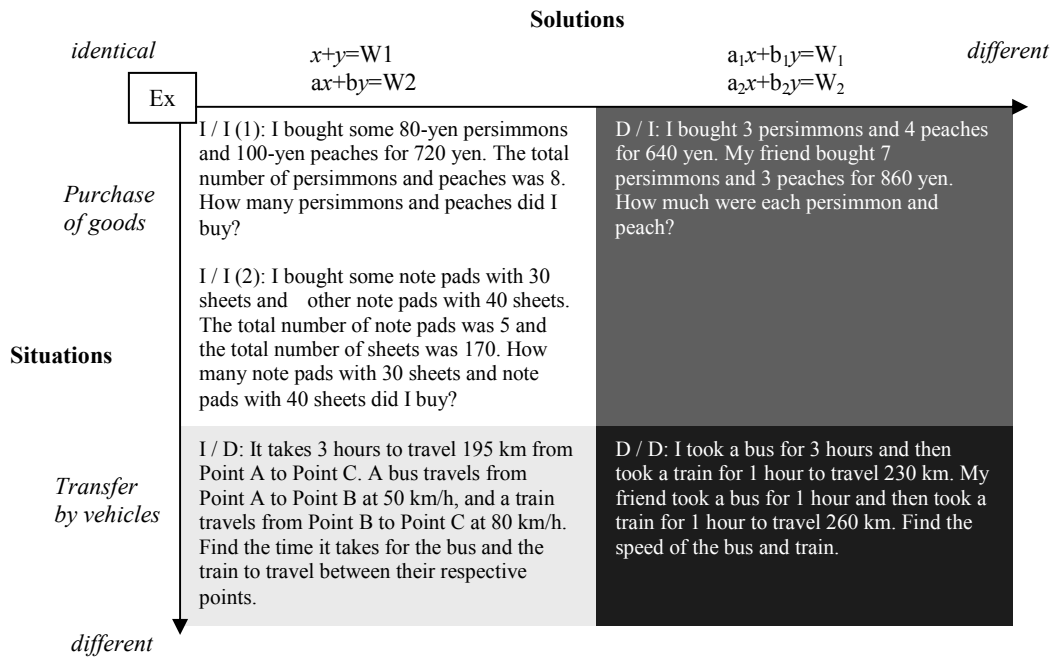 Solutions
identical
x+y=W1
ax+by=W2
a₁x+b₁y=W₁
a₂x+b₂y=W₂
different
Ex
Purchase
of goods
I / I (1): I bought some 80-yen persimmons
and 100-yen peaches for 720 yen. The total
number of persimmons and peaches was 8.
How many persimmons and peaches did I
buy?
I / I (2): I bought some note pads with 30
sheets and other note pads with 40 sheets.
The total number of note pads was 5 and
the total number of sheets was 170. How
many note pads with 30 sheets and note
pads with 40 sheets did I buy?
D / I: I bought 3 persimmons and 4 peaches
for 640 yen. My friend bought 7
persimmons and 3 peaches for 860 yen.
How much were each persimmon and
peach?
Situations
Transfer
by vehicles
I / D: It takes 3 hours to travel 195 km from
Point A to Point C. A bus travels from
Point A to Point B at 50 km/h, and a train
travels from Point B to Point C at 80 km/h.
Find the time it takes for the bus and the
train to travel between their respective
points.
D / D: I took a bus for 3 hours and then
took a train for 1 hour to travel 230 km. My
friend took a bus for 1 hour and then took a
train for 1 hour to travel 260 km. Find the
speed of the bus and train.
different